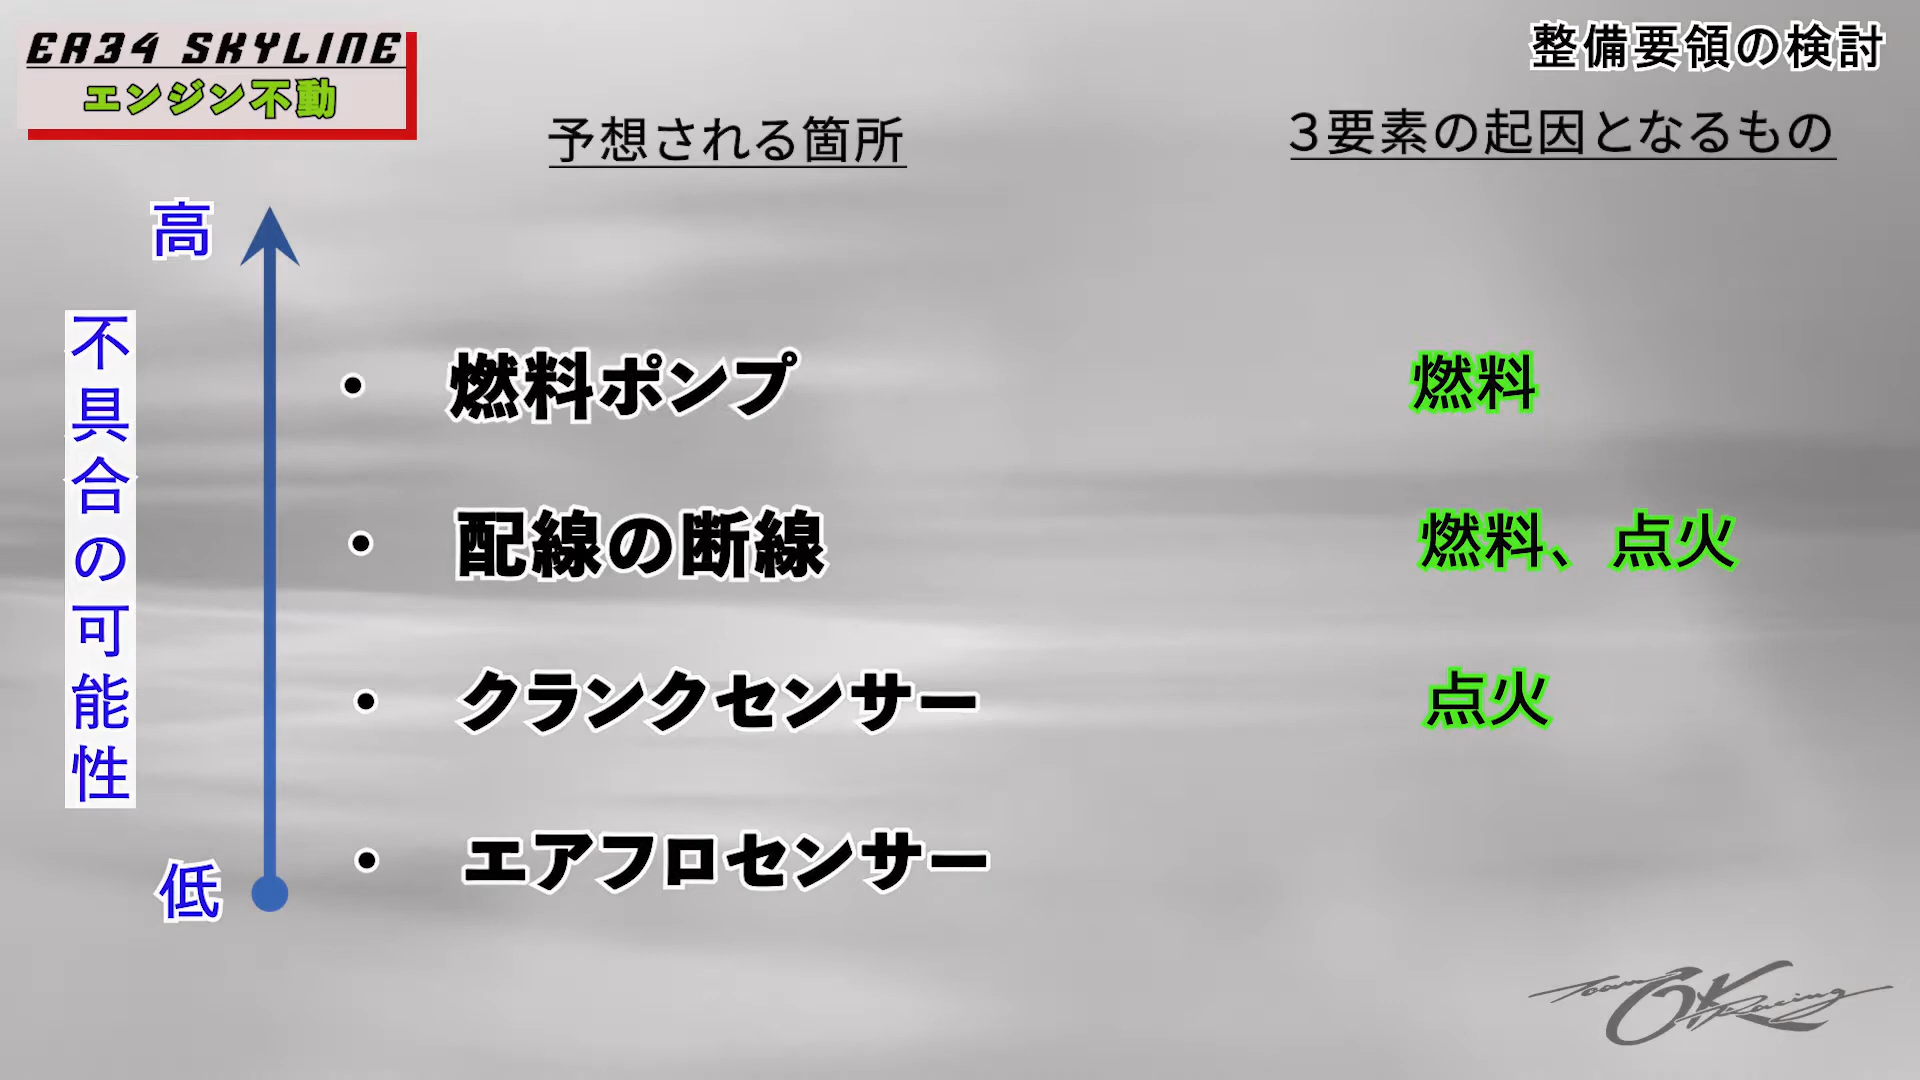 ER34 SKYLINE
エンジン不動
整備要領の検討
予想される箇所
３要素の起因となるもの
高
不具合の可能性
・ 燃料ポンプ
燃料
・ 配線の断線
燃料、点火
・ クランクセンサー
点火
・ エアフロセンサー
低
Team OK Racing